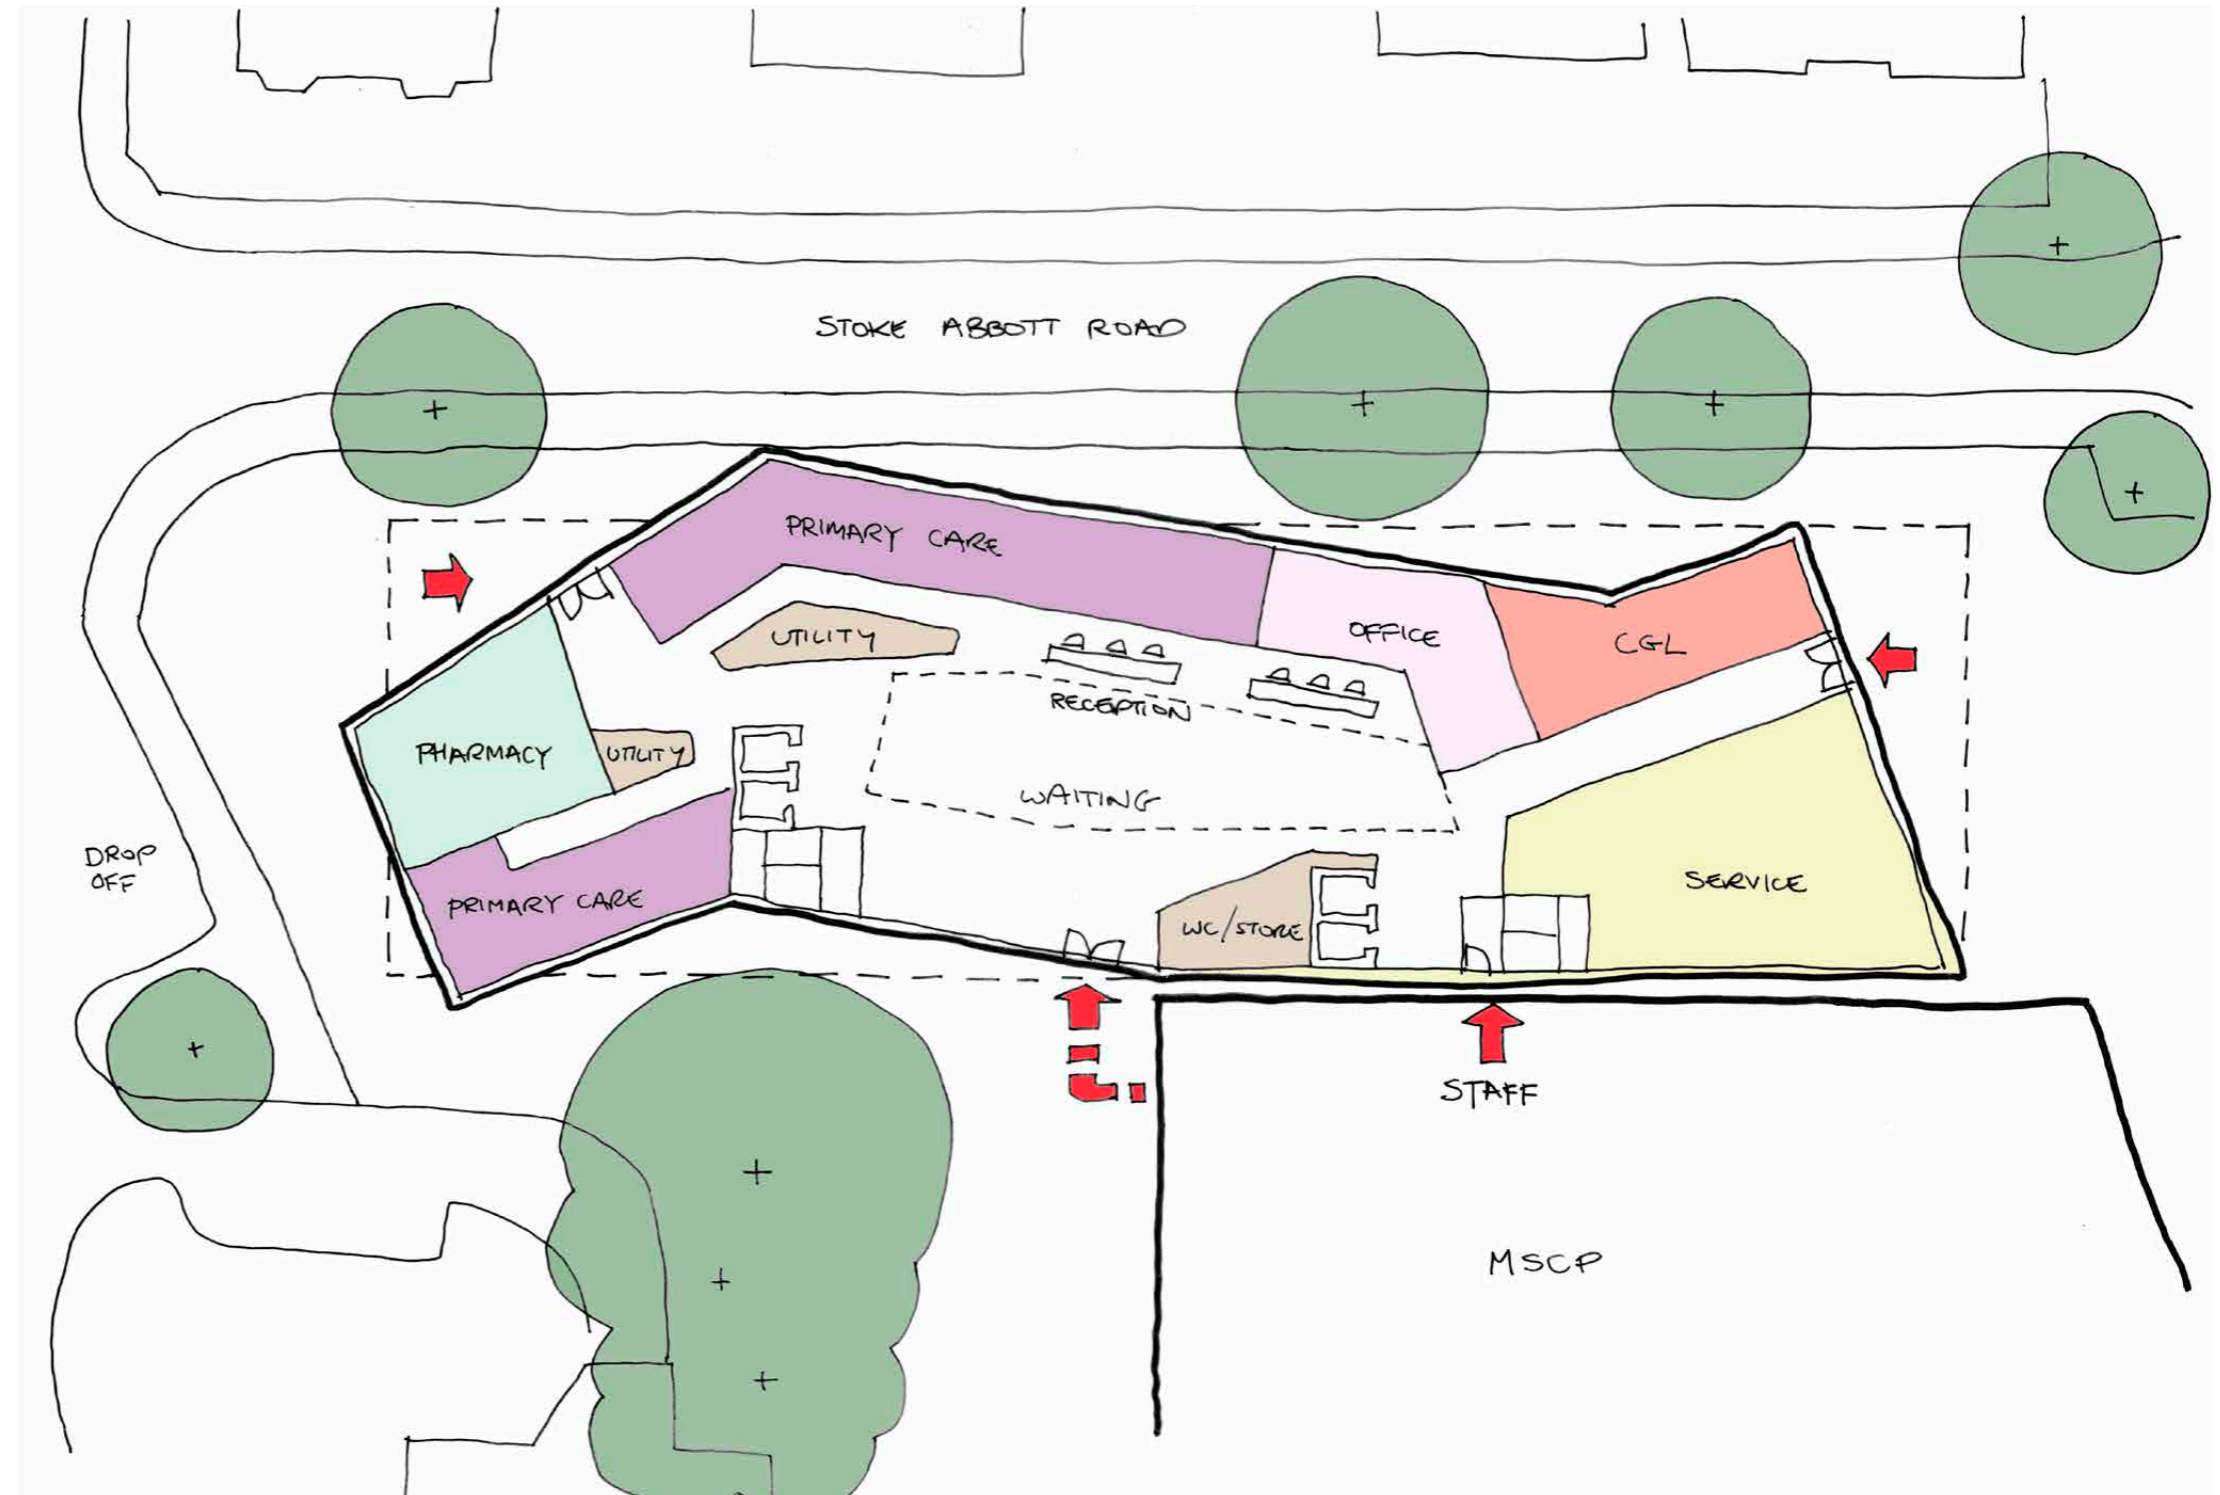 STOKE ABBOTT ROAD
PRIMARY CARE
UTILITY
OFFICE
CGL
RECEPTION
PHARMACY
UTILITY
WAITING
DROP
OFF
PRIMARY CARE
WC/STORE
SERVICE
STAFF
MSCP